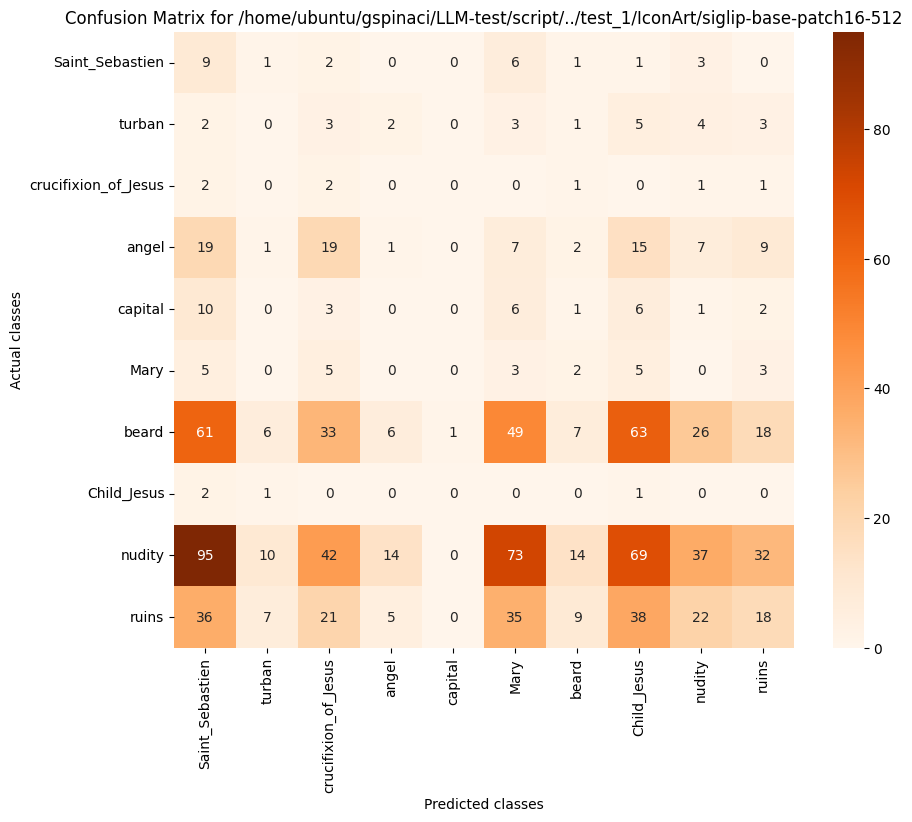 Confusion Matrix for /home/ubuntu/gspinaci/LLM-test/script/../test_1/IconArt/siglip-base-patch16-512
Saint_Sebastien 9 1 2 0 0 6 1 1 3 0
turban 2 0 3 2 0 3 1 5 4 3
crucifixion_of_Jesus 2 0 2 0 0 0 1 0 1 1
angel 19 1 19 1 0 7 2 15 7 9
capital 10 0 3 0 0 6 1 6 1 2
Mary 5 0 5 0 0 3 2 5 0 3
beard 61 6 33 6 1 49 7 63 26 18
Child_Jesus 2 1 0 0 0 0 0 1 0 0
nudity 95 10 42 14 0 73 14 69 37 32
ruins 36 7 21 5 0 35 9 38 22 18
Saint_Sebastien turban crucifixion_of_Jesus angel capital Mary beard Child_Jesus nudity ruins
Predicted classes
Actual classes
80
60
40
20
0